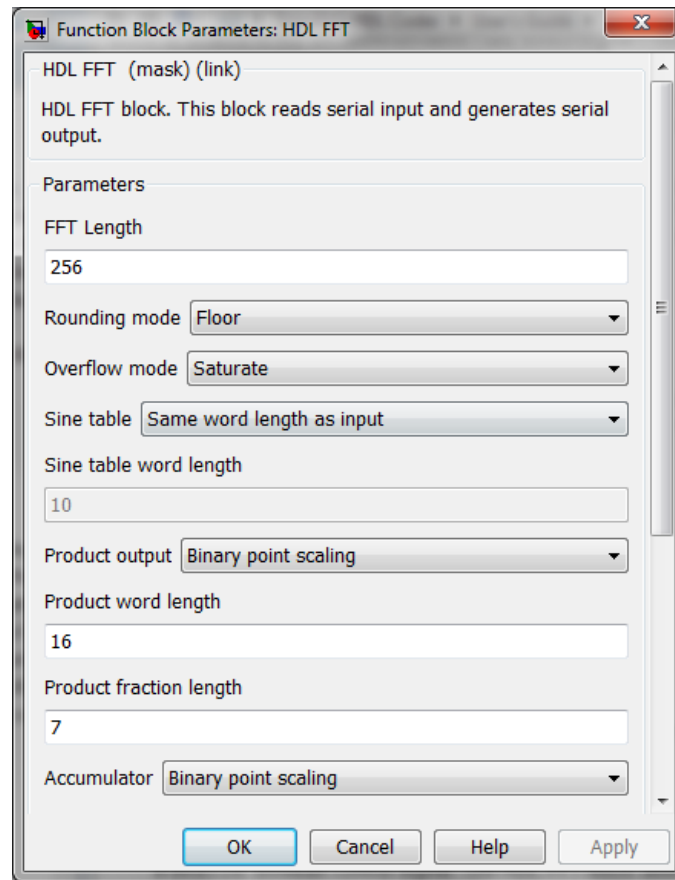 Function Block Parameters: HDL FFT
HDL FFT (mask) (link)
HDL FFT block. This block reads serial input and generates serial
output.
Parameters
FFT Length
256
Rounding mode Floor
Overflow mode Saturate
Sine table Same word length as input
Sine table word length
10
Product output Binary point scaling
Product word length
16
Product fraction length
7
Accumulator Binary point scaling
OK Cancel Help Apply